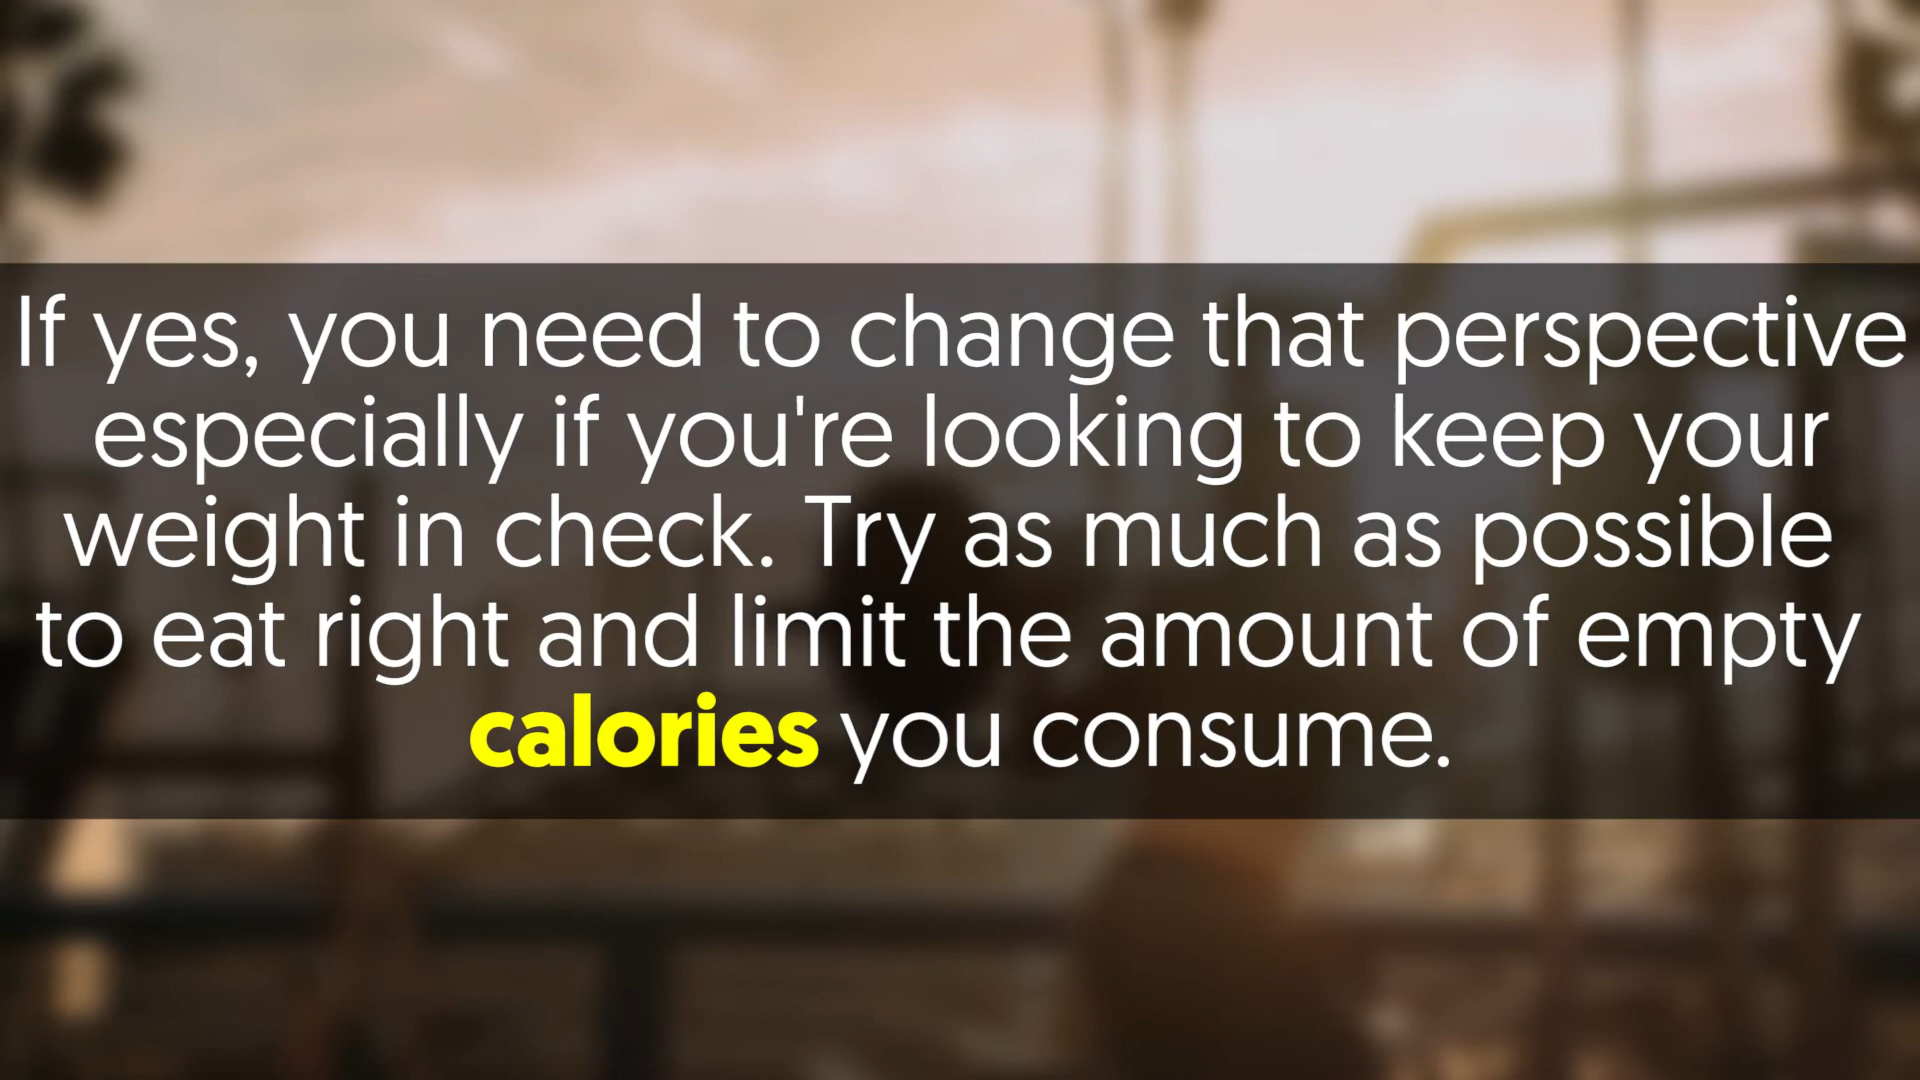 If yes, you need to change that perspective
especially if you're looking to keep your
weight in check. Try as much as possible
to eat right and limit the amount of empty
calories you consume.